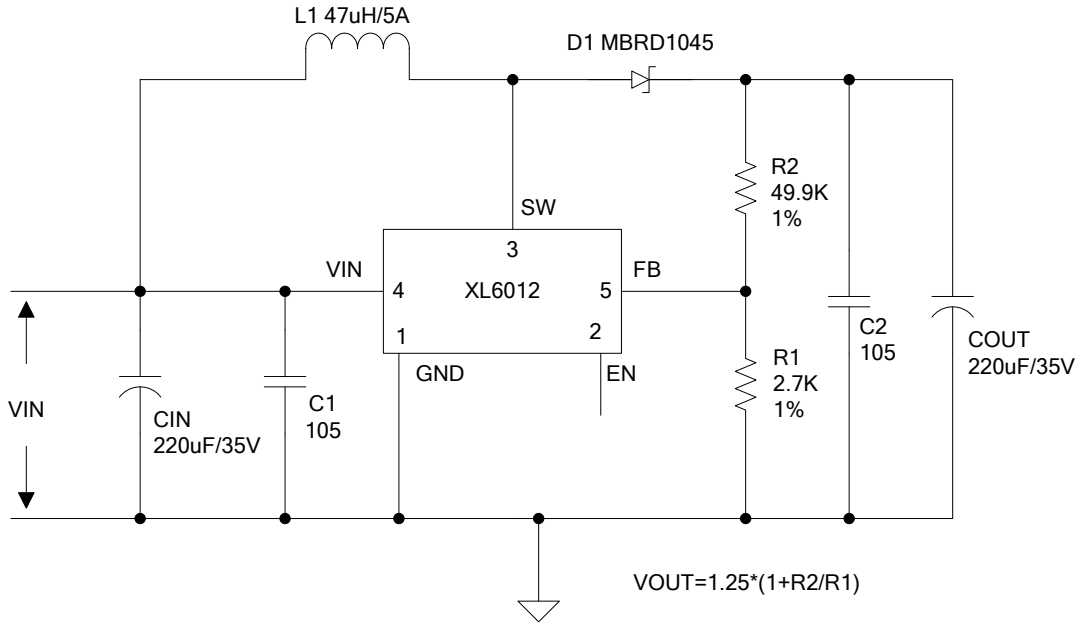 L1 47uH/5A
D1 MBRD1045
R2
49.9K
1%
SW
3
VIN
FB
4
XL6012
5
1
2
GND
EN
C2
105
COUT
220uF/35V
R1
2.7K
1%
VIN
CIN
220uF/35V
C1
105
VOUT=1.25*(1+R2/R1)